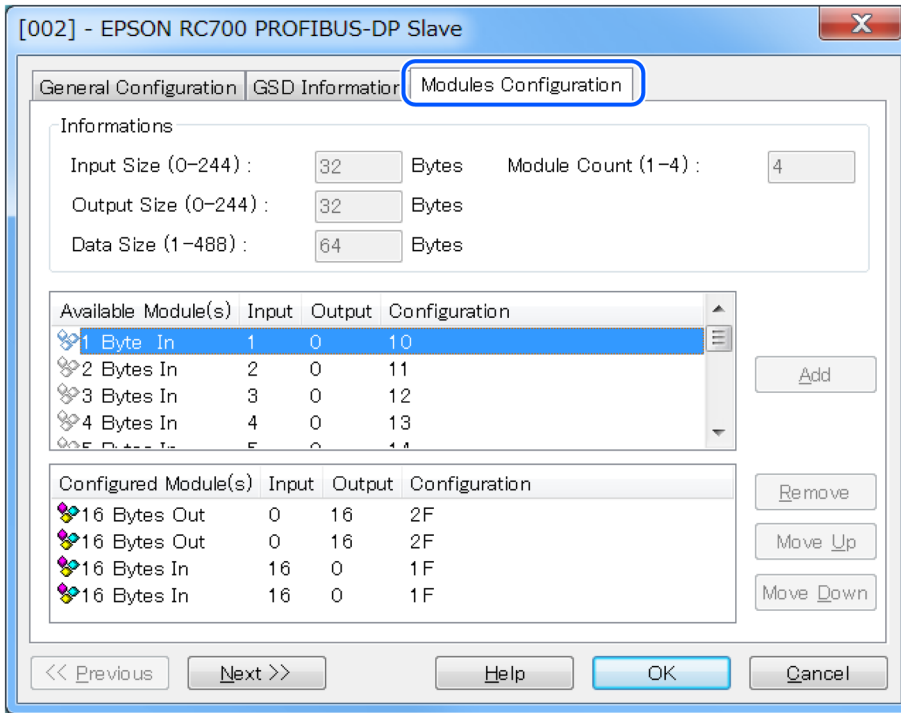 [002] - EPSON RC700 PROFIBUS-DP Slave
X
General Configuration GSD Information Modules Configuration
Informations
Input Size (0-244) : 32 Bytes Module Count (1-4) : 4
Output Size (0-244) : 32 Bytes
Data Size (1-488) : 64 Bytes
Available Module(s) Input Output Configuration
1 Byte In 1 0 10
2 Bytes In 2 0 11
Add
3 Bytes In 3 0 12
4 Bytes In 4 0 13
Configured Module(s) Input Output Configuration
Remove
16 Bytes Out 0 16 2F
16 Bytes Out 0 16 2F
Move Up
16 Bytes In 16 0 1F
16 Bytes In 16 0 1F
Move Down
<< Previous Next >> Help OK Cancel